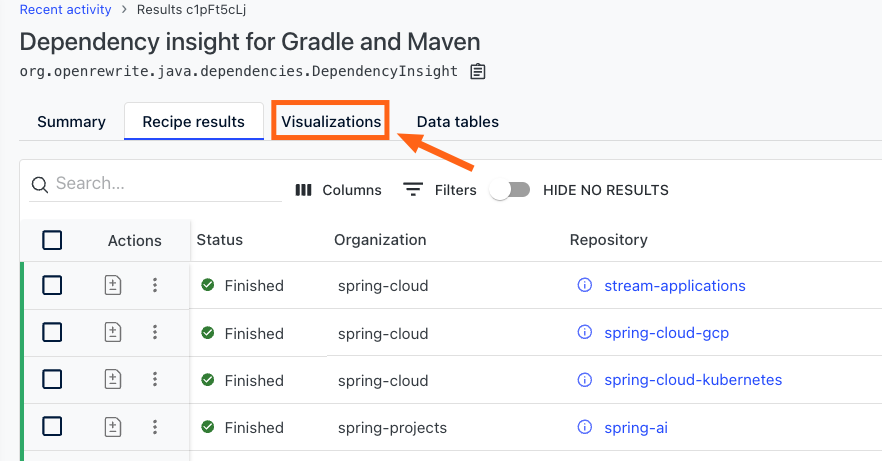 Recent activity > Results c1pFt5cLj
Dependency insight for Gradle and Maven
org.openrewrite.java.dependencies.DependencyInsight
Summary Recipe results Visualizations Data tables
Search... Columns Filters HIDE NO RESULTS
Actions Status Organization Repository
Finished spring-cloud stream-applications
Finished spring-cloud spring-cloud-gcp
Finished spring-cloud spring-cloud-kubernetes
Finished spring-projects spring-ai